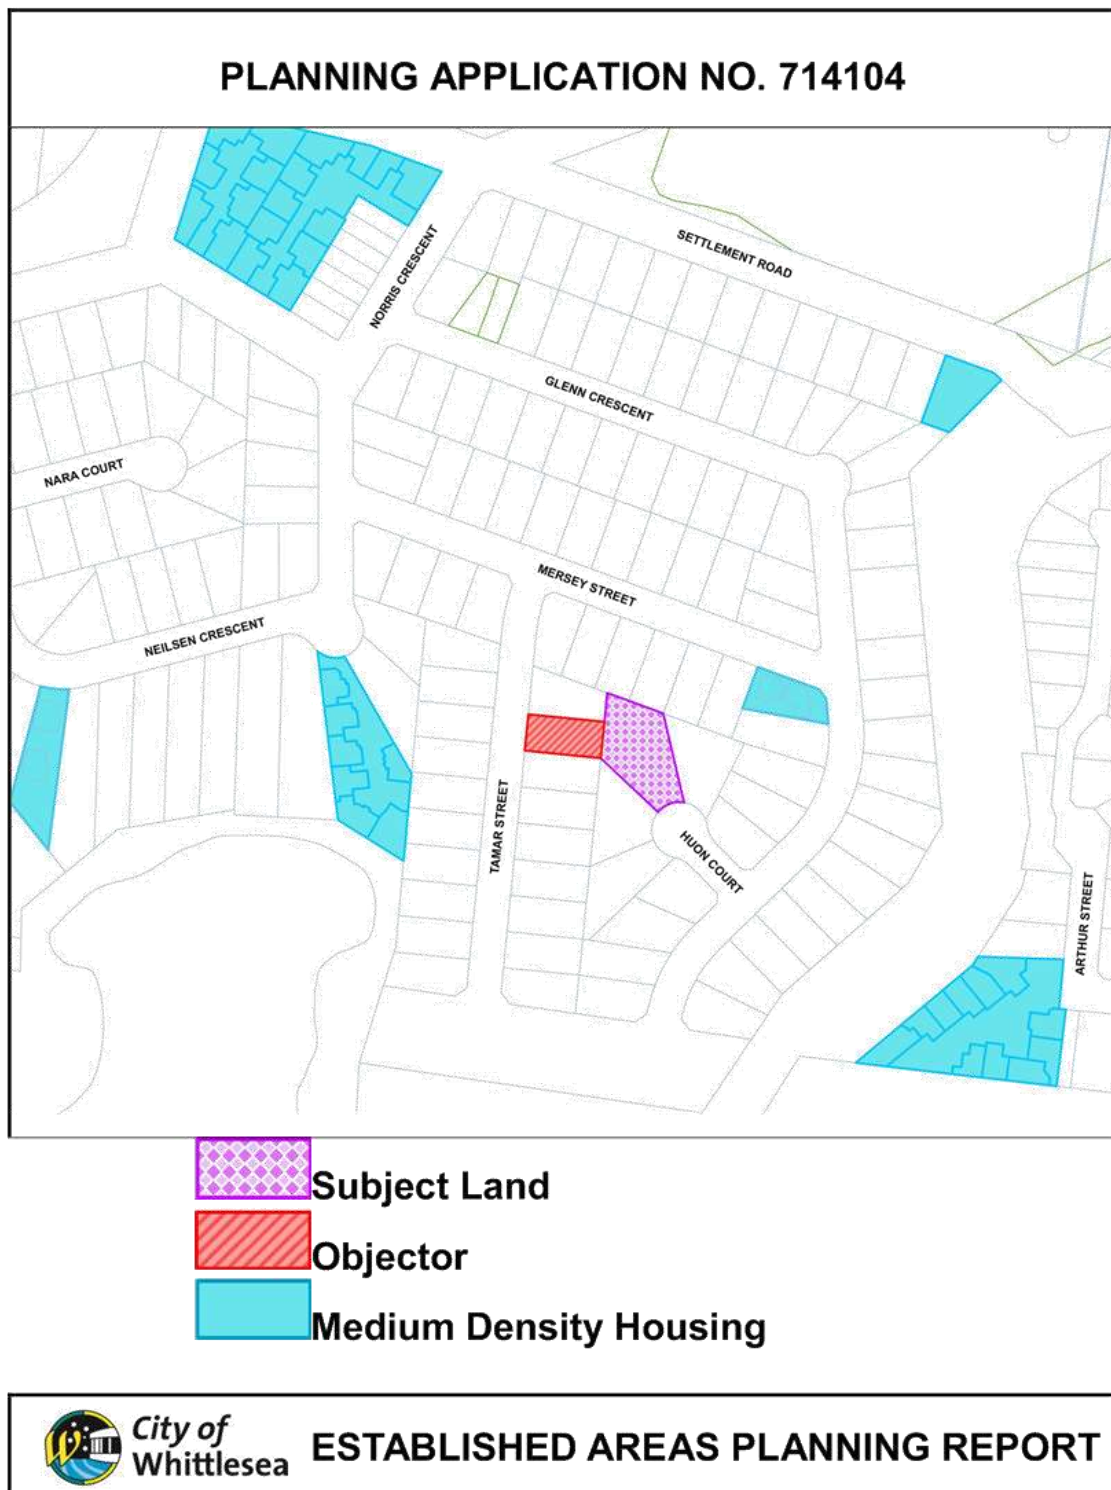 PLANNING APPLICATION NO. 714104
SETTLEMENT ROAD
NORRIS CRESCENT
GLENN CRESCENT
NARA COURT
MERSEY STREET
NEILSEN CRESCENT
TAMAR STREET
HUON COURT
ARTHUR STREET
Subject Land
Objector
Medium Density Housing
City of
Whittlesea
ESTABLISHED AREAS PLANNING REPORT